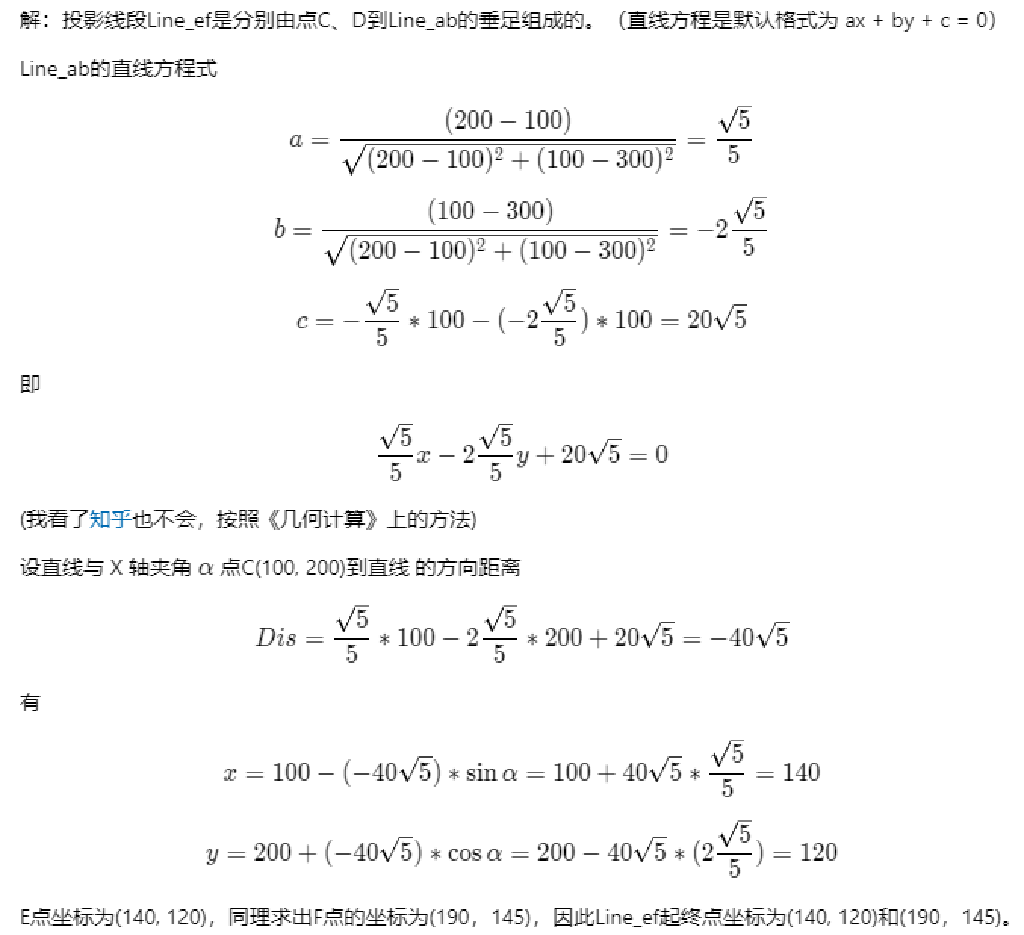 解：投影线段Line_ef是分别由点C、D到Line_ab的垂足组成的。（直线方程是默认格式为 ax + by + c = 0）
Line_ab的直线方程式
a = \frac{(200 - 100)}{\sqrt{(200 - 100)^2 + (100 - 300)^2}} = \frac{\sqrt{5}}{5}
b = \frac{(100 - 300)}{\sqrt{(200 - 100)^2 + (100 - 300)^2}} = -2\frac{\sqrt{5}}{5}
c = -\frac{\sqrt{5}}{5} * 100 - (-2\frac{\sqrt{5}}{5}) * 100 = 20\sqrt{5}
即
\frac{\sqrt{5}}{5}x - 2\frac{\sqrt{5}}{5}y + 20\sqrt{5} = 0
(我看了知乎也不会，按照《几何计算》上的方法)
设直线与 X 轴夹角 α 点C(100, 200)到直线 的方向距离
Dis = \frac{\sqrt{5}}{5} * 100 - 2\frac{\sqrt{5}}{5} * 200 + 20\sqrt{5} = -40\sqrt{5}
有
x = 100 - (-40\sqrt{5}) * \sin α = 100 + 40\sqrt{5} * \frac{\sqrt{5}}{5} = 140
y = 200 + (-40\sqrt{5}) * \cos α = 200 - 40\sqrt{5} * (2\frac{\sqrt{5}}{5}) = 120
E点坐标为(140, 120)，同理求出F点的坐标为(190，145)，因此Line_ef起终点坐标为(140, 120)和(190，145)。